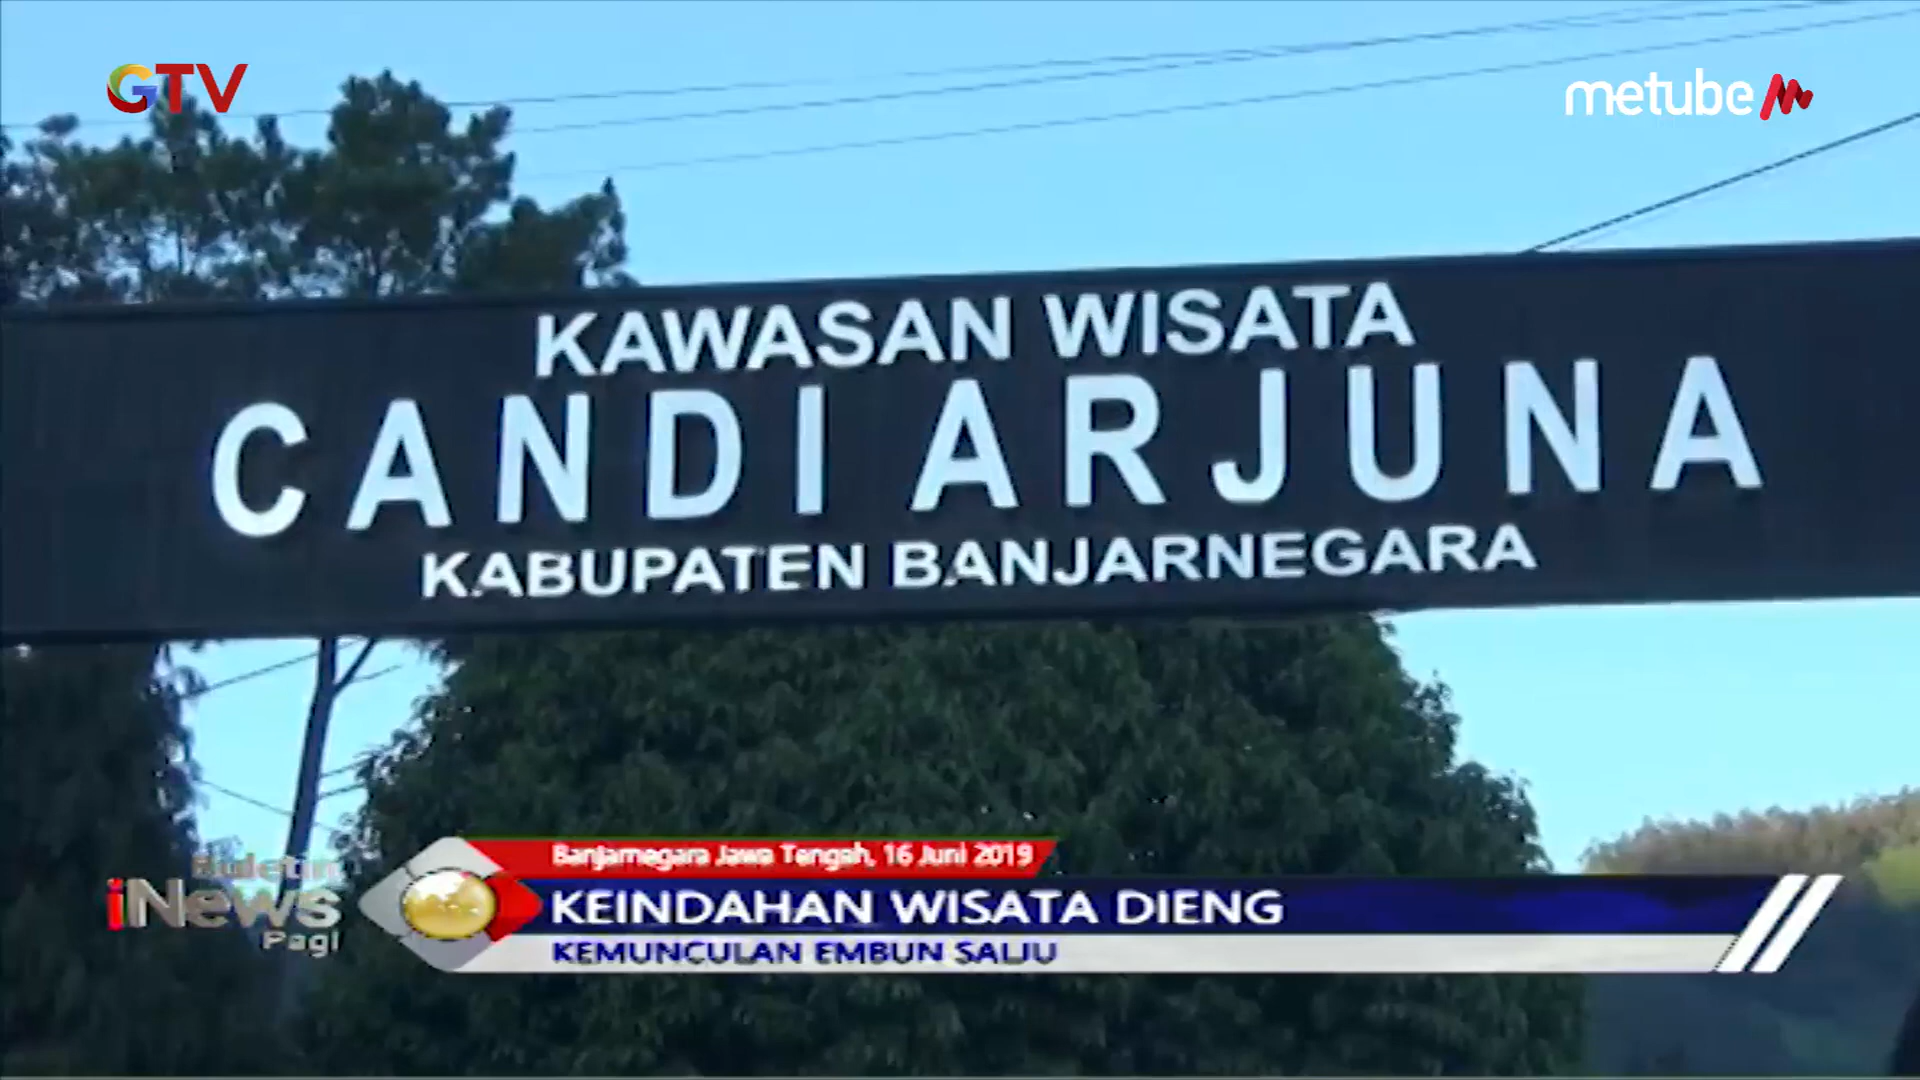 GTV
metube
KAWASAN WISATA
CANDI ARJUNA
KABUPATEN BANJARNEGARA
Banjarnegara Jawa Tengah, 16 Juni 2019
Buletin
iNews
Pagi
KEINDAHAN WISATA DIENG
KEMUNCULAN EMBUN SALJU